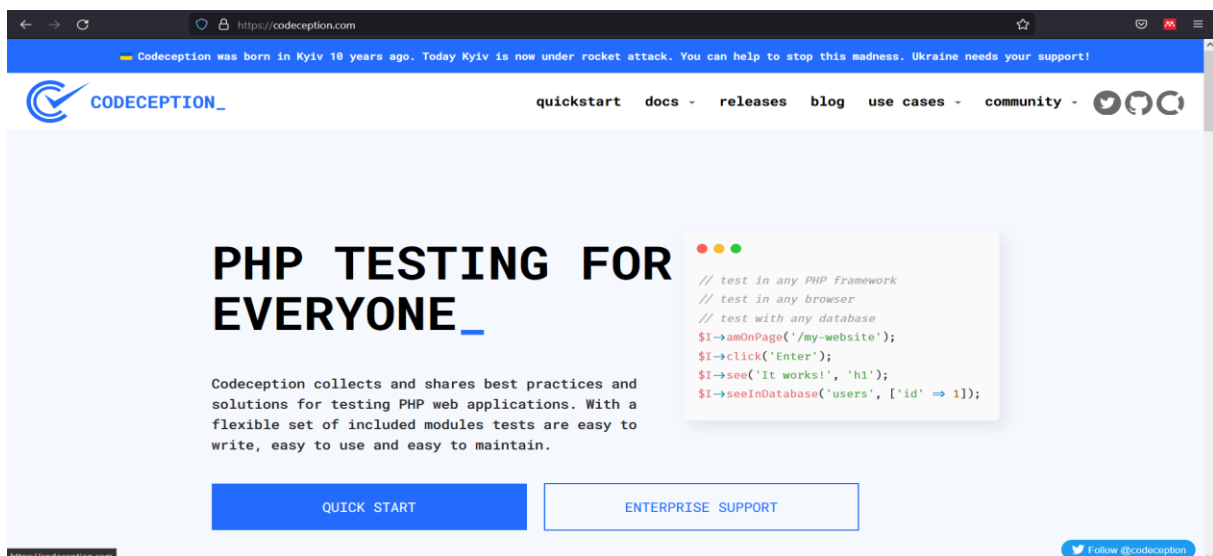 https://codeception.com
Codeception was born in Kyiv 10 years ago. Today Kyiv is now under rocket attack. You can help to stop this madness. Ukraine needs your support!
CODECEPTION_
quickstart docs releases blog use cases community
PHP TESTING FOR
EVERYONE_
// test in any PHP framework
// test in any browser
// test with any database
$I→amOnPage('/my-website');
$I→click('Enter');
$I→see('It works!', 'h1');
$I→seeInDatabase('users', ['id' ⇒ 1]);
Codeception collects and shares best practices and
solutions for testing PHP web applications. With a
flexible set of included modules tests are easy to
write, easy to use and easy to maintain.
QUICK START
ENTERPRISE SUPPORT
Follow @codeception